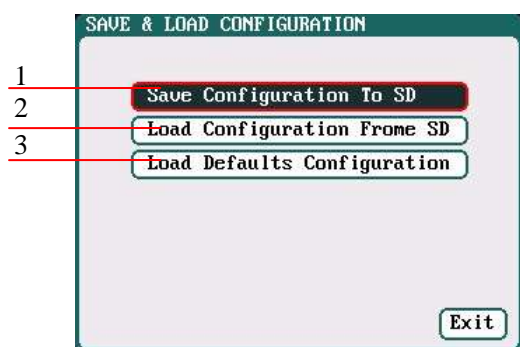 SAVE & LOAD CONFIGURATION
1
Save Configuration To SD
2
Load Configuration Frome SD
3
Load Defaults Configuration
Exit